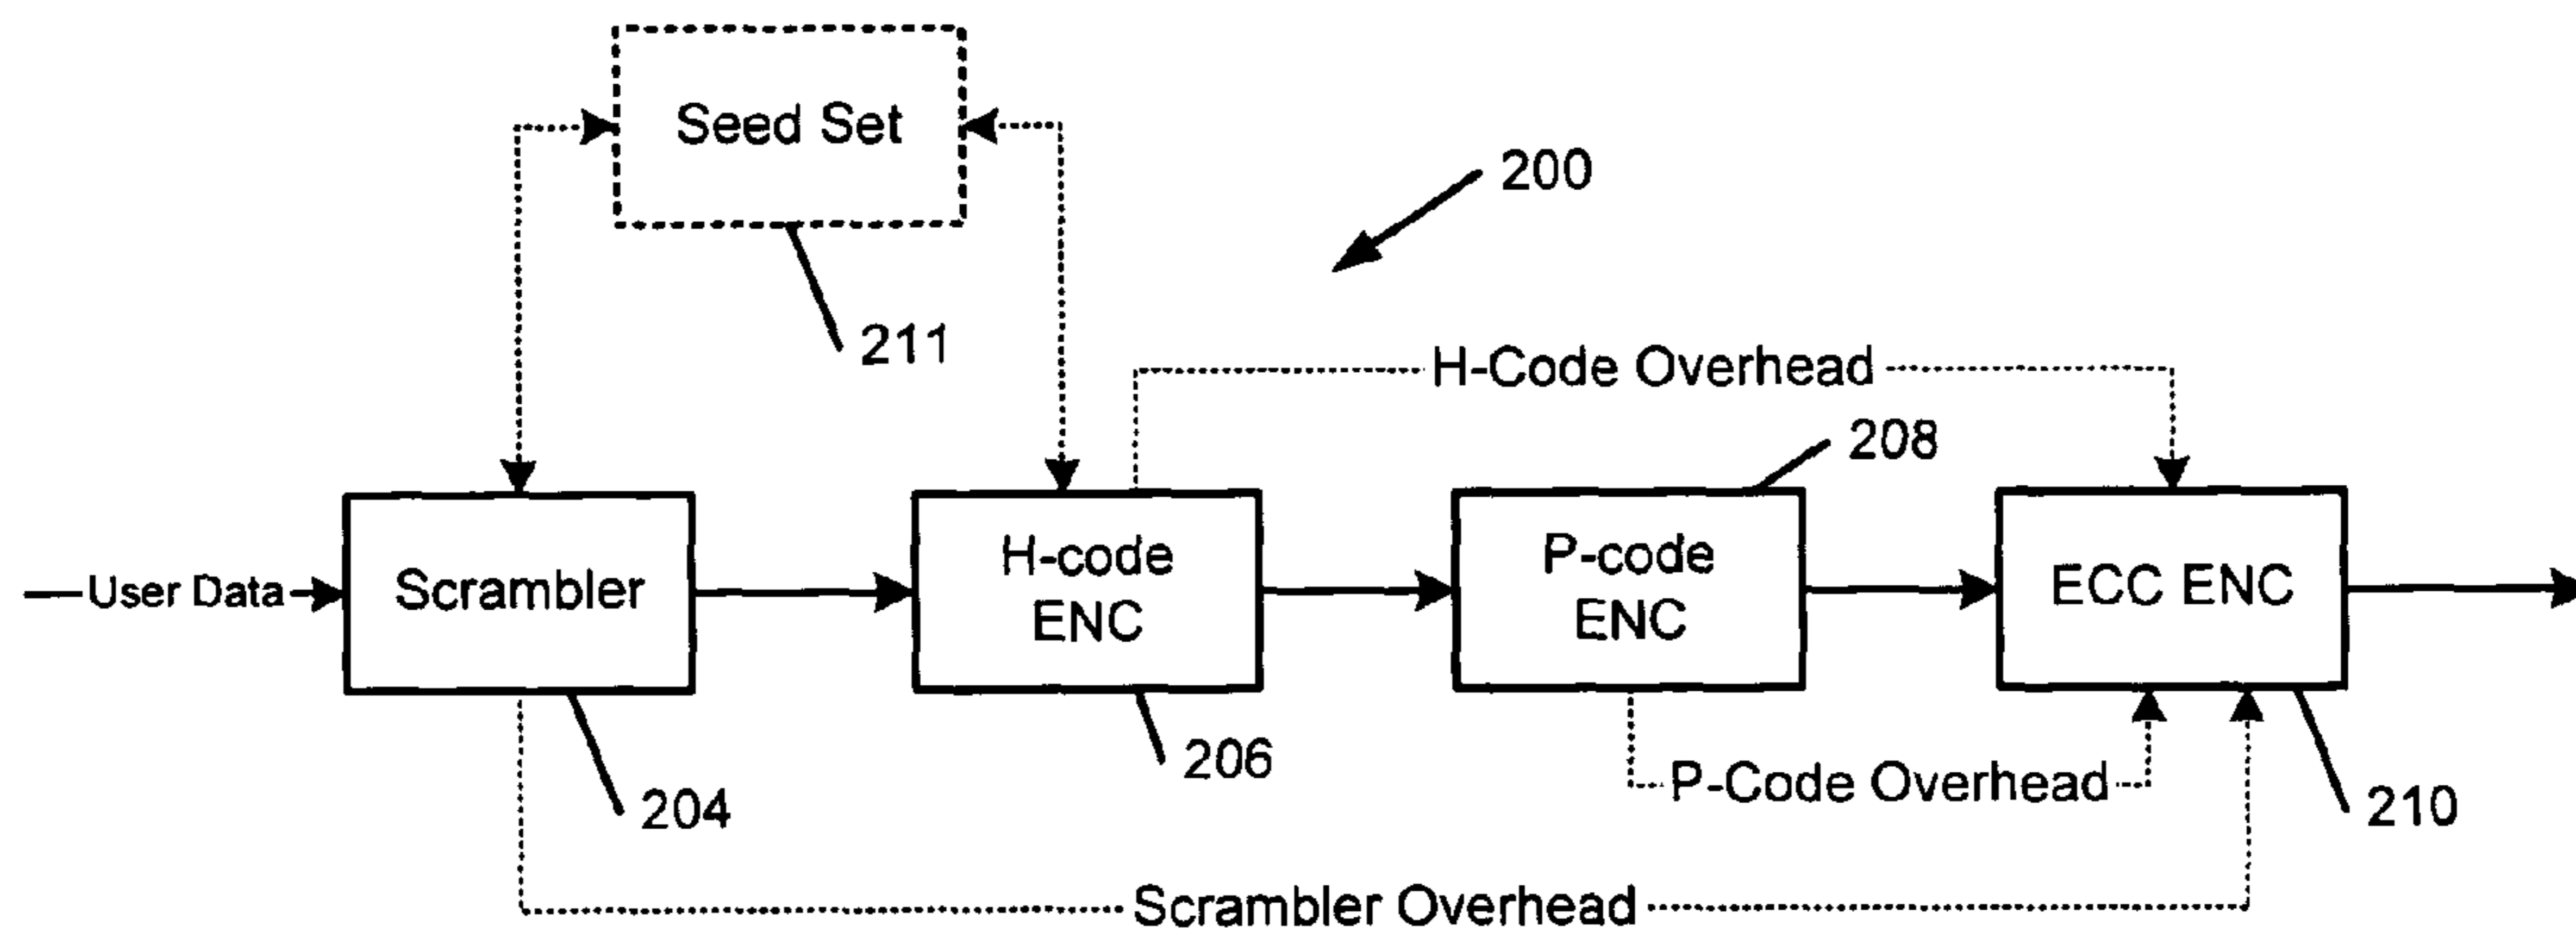 Seed Set
200
211
H-Code Overhead
208
User Data
Scrambler
H-code
ENC
P-code
ENC
ECC ENC
206
P-Code Overhead
204
210
Scrambler Overhead